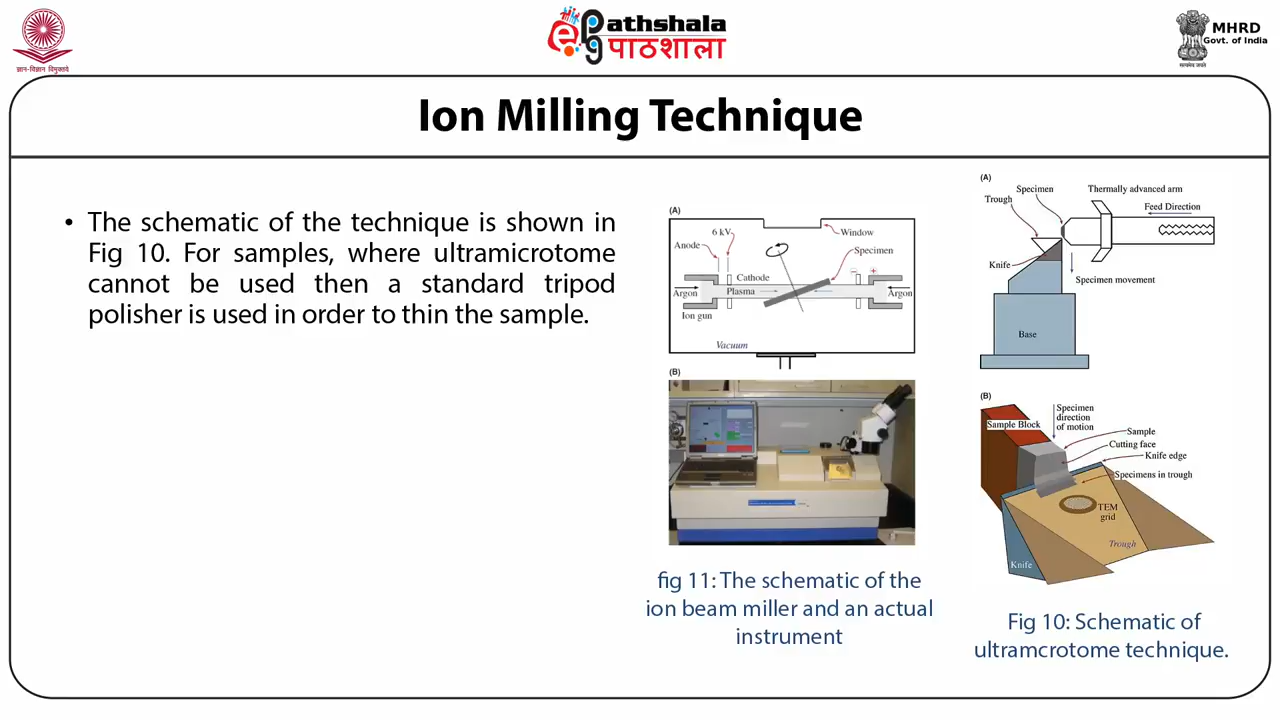 ज्ञान-विज्ञान विमुक्तये
ePathshala
पाठशाला
MHRD
Govt. of India
सत्यमेव जयते
Ion Milling Technique
• The schematic of the technique is shown in
Fig 10. For samples, where ultramicrotome
cannot be used then a standard tripod
polisher is used in order to thin the sample.
(A)
6 kV
Window
Anode
Specimen
Cathode
Plasma
Argon
Argon
Ion gun
Vacuum
(B)
fig 11: The schematic of the
ion beam miller and an actual
instrument
(A)
Specimen
Thermally advanced arm
Trough
Feed Direction
Knife
Specimen movement
Base
(B)
Specimen
direction
of motion
Sample Block
Sample
Cutting face
Knife edge
Specimens in trough
TEM
grid
Trough
Knife
Fig 10: Schematic of
ultramcrotome technique.